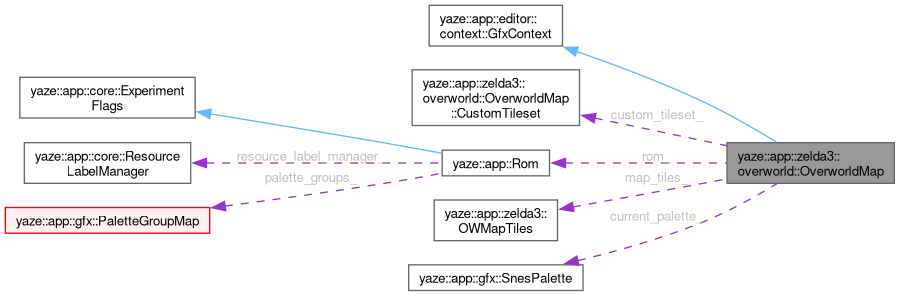 yaze::app::editor::
context::GfxContext
yaze::app::core::Experiment
Flags
yaze::app::zelda3::
overworld::OverworldMap
::CustomTileset
custom_tileset_
yaze::app::core::Resource
LabelManager
resource_label_manager_
yaze::app::Rom
rom_
yaze::app::zelda3::
overworld::OverworldMap
palette_groups_
map_tiles_
yaze::app::gfx::PaletteGroupMap
yaze::app::zelda3::
OWMapTiles
current_palette_
yaze::app::gfx::SnesPalette